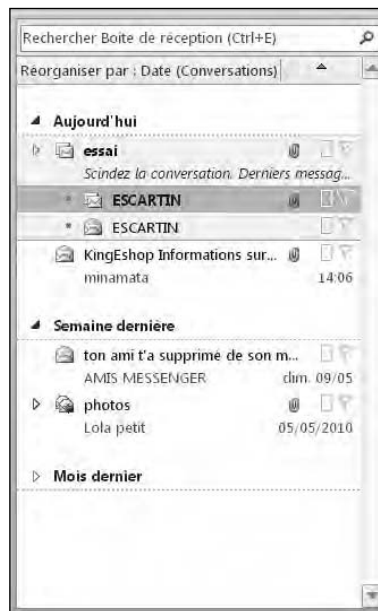 Rechercher Boite de réception (Ctrl+E)
Réorganiser par : Date (Conversations)
Aujourd'hui
essai
Scindez la conversation. Derniers messag...
ESCARTIN
ESCARTIN
KingEshop Informations sur...
minamata 14:06
Semaine dernière
ton ami t'a supprimé de son m...
AMIS MESSENGER dim. 09/05
photos
Lola petit 05/05/2010
Mois dernier